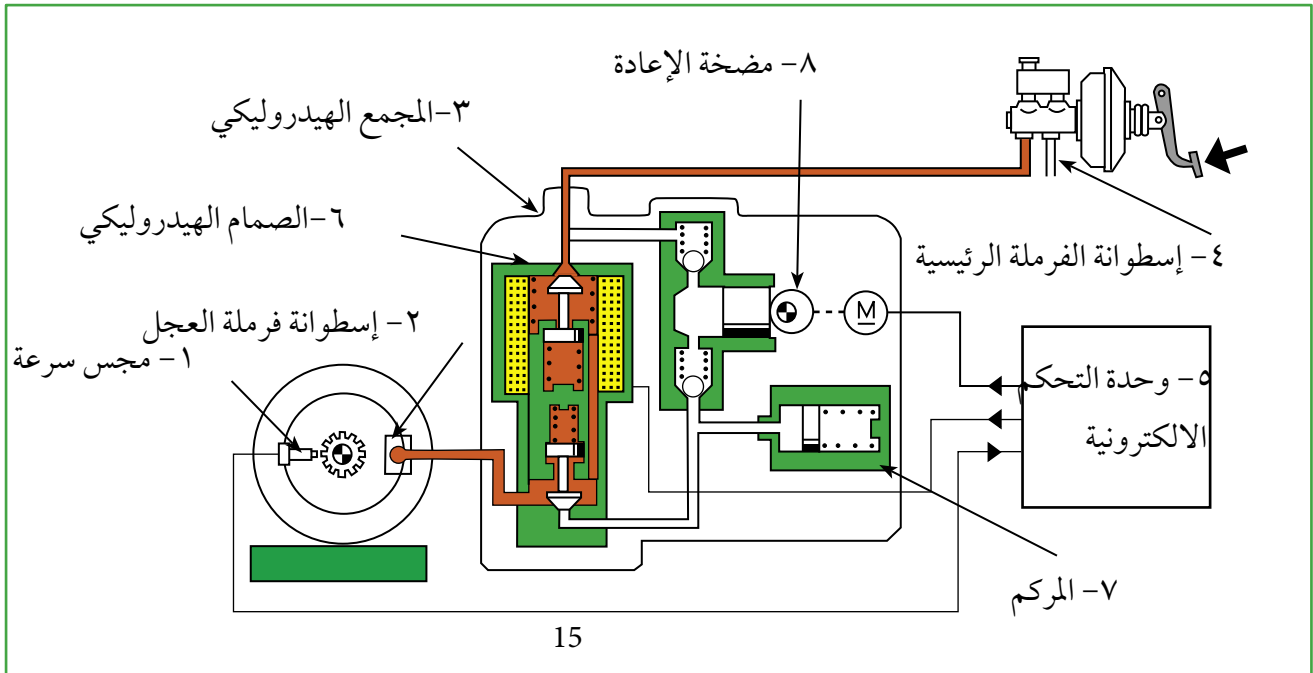 ٨- مضخة الإعادة
٣-المجمع الهيدروليكي
٦-الصمام الهيدروليكي
٤- إسطوانة الفرملة الرئيسية
٢- إسطوانة فرملة العجل
١- مجس سرعة
M
٥- وحدة التحكم
الالكترونية
٧- المركم
15